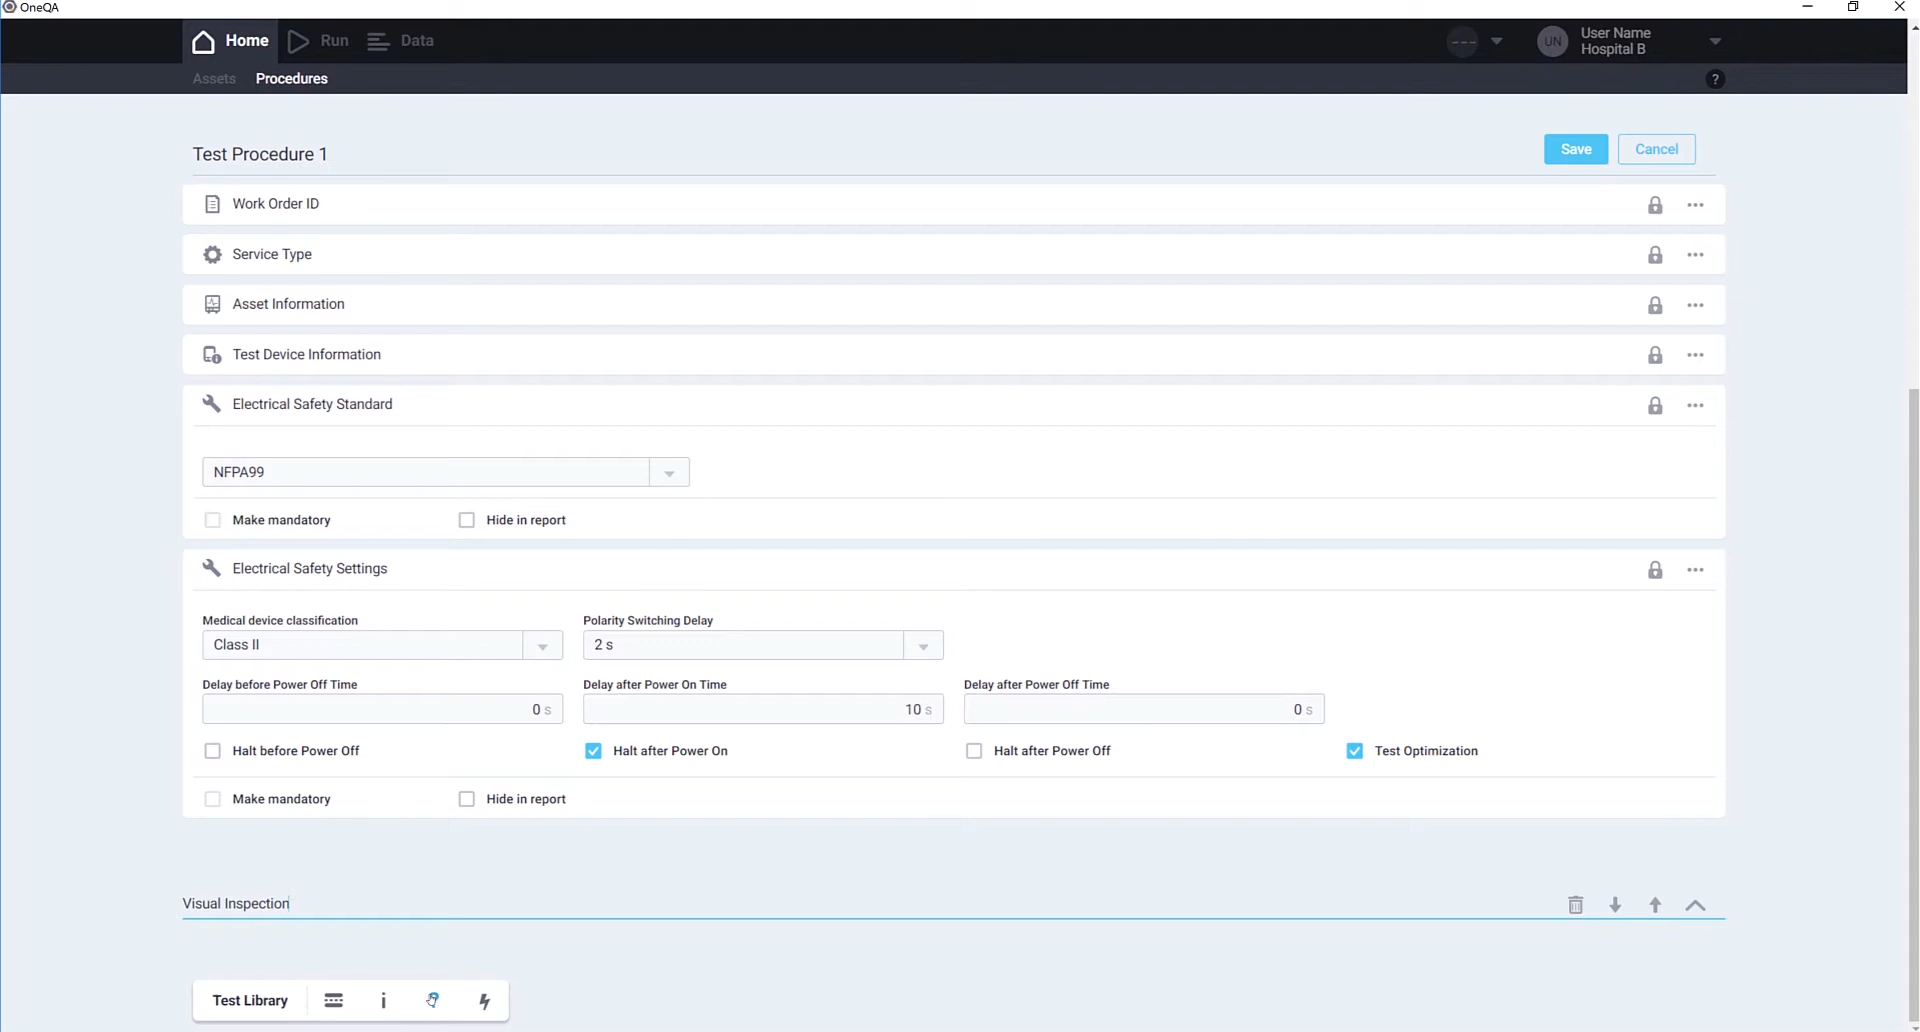 OneQA
Home Run Data
--- UN User Name
Hospital B
Assets Procedures ?
Test Procedure 1 Save Cancel
Work Order ID
Service Type
Asset Information
Test Device Information
Electrical Safety Standard
NFPA99
Make mandatory Hide in report
Electrical Safety Settings
Medical device classification Polarity Switching Delay
Class II 2 s
Delay before Power Off Time Delay after Power On Time Delay after Power Off Time
0 s 10 s 0 s
Halt before Power Off Halt after Power On Halt after Power Off Test Optimization
Make mandatory Hide in report
Visual Inspection
Test Library